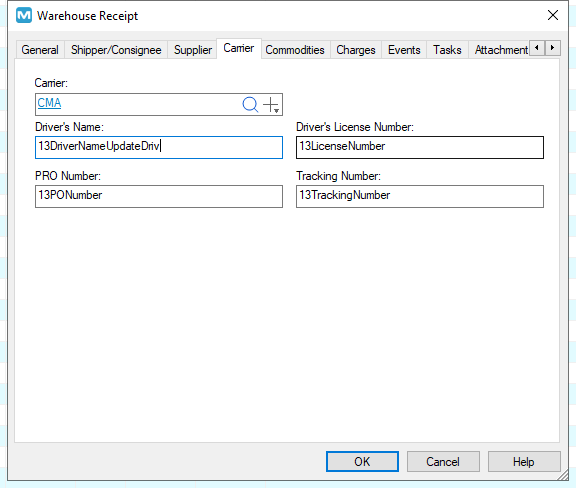 Warehouse Receipt
General Shipper/Consignee Supplier Carrier Commodities Charges Events Tasks Attachment
Carrier:
CMA
Driver's Name: Driver's License Number:
13DriverNameUpdateDriv 13LicenseNumber
PRO Number: Tracking Number:
13PONumber 13TrackingNumber
OK Cancel Help